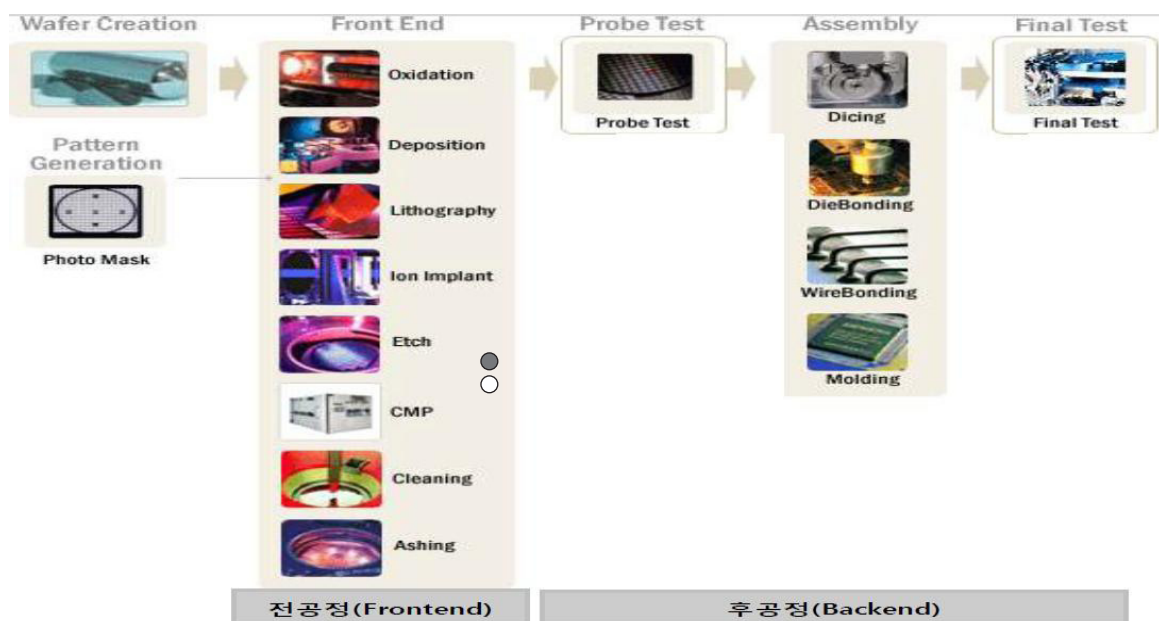 Wafer Creation
Front End
Probe Test
Assembly
Final Test
Oxidation
Deposition
Lithography
Ion Implant
Etch
CMP
Cleaning
Ashing
Pattern
Generation
Photo Mask
Probe Test
Dicing
DieBonding
WireBonding
Molding
Final Test
전공정(Frontend)
후공정(Backend)